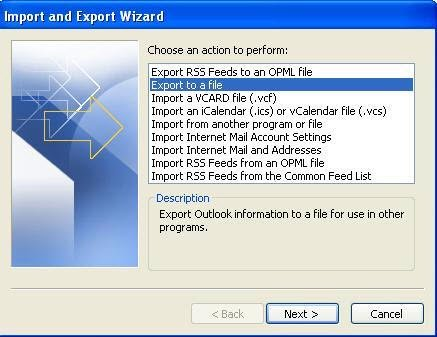 Import and Export Wizard
Choose an action to perform:
Export RSS Feeds to an OPML file
Export to a file
Import a VCARD file (.vcf)
Import an iCalendar (.ics) or vCalendar file (.vcs)
Import from another program or file
Import Internet Mail Account Settings
Import Internet Mail and Addresses
Import RSS Feeds from an OPML file
Import RSS Feeds from the Common Feed List
Description
Export Outlook information to a file for use in other
programs.
< Back Next > Cancel